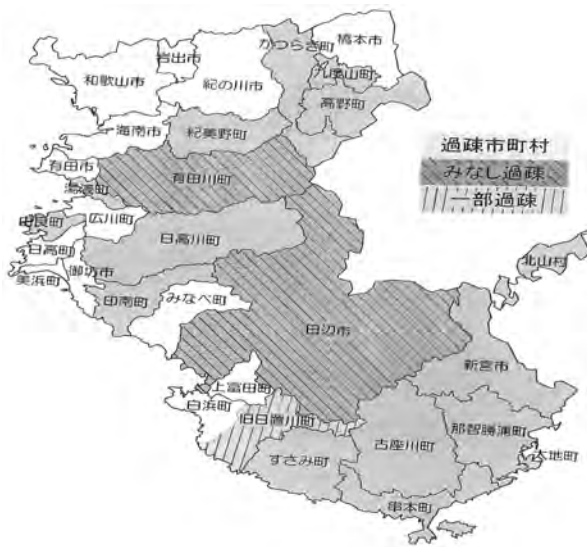 橋本市
かつらぎ町
岩出市
和歌山市
紀の川市
九度山町
高野町
海南市
紀美野町
過疎市町村
有田市
有田川町
みなし過疎
湯浅町
一部過疎
由良町
広川町
日高川町
日高町
北山村
御坊市
美浜町
印南町
みなべ町
田辺市
新宮市
上富田町
白浜町
旧日置川町
那智勝浦町
古座川町
太地町
すさみ町
串本町